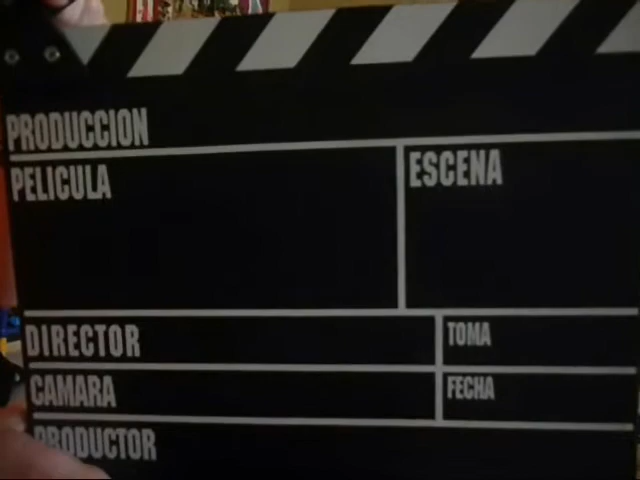 PRODUCCION
PELICULA
ESCENA
DIRECTOR
TOMA
CAMARA
FECHA
PRODUCTOR